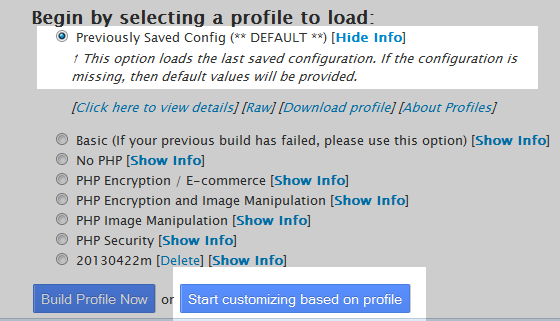 Begin by selecting a profile to load:
Previously Saved Config (** DEFAULT **) [Hide Info]
↑ This option loads the last saved configuration. If the configuration is
missing, then default values will be provided.
[Click here to view details] [Raw] [Download profile] [About Profiles]
Basic (If your previous build has failed, please use this option) [Show Info]
No PHP [Show Info]
PHP Encryption / E-commerce [Show Info]
PHP Encryption and Image Manipulation [Show Info]
PHP Image Manipulation [Show Info]
PHP Security [Show Info]
20130422m [Delete] [Show Info]
Build Profile Now or Start customizing based on profile